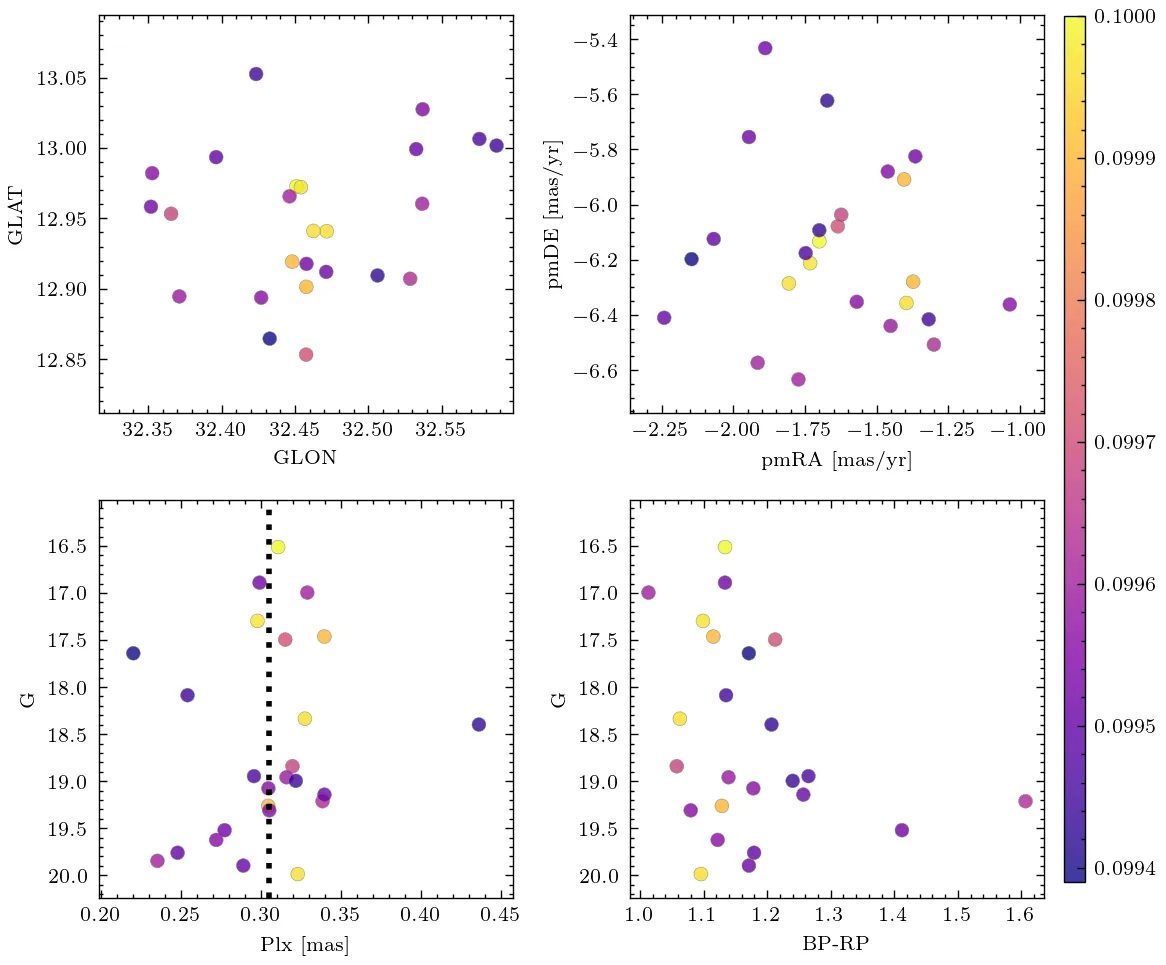 13.05
13.00
12.95
12.90
12.85
GLAT
32.35 32.40 32.45 32.50 32.55
GLON
−5.4
−5.6
−5.8
−6.0
−6.2
−6.4
−6.6
pmDE [mas/yr]
−2.25 −2.00 −1.75 −1.50 −1.25 −1.00
pmRA [mas/yr]
0.1000
0.0999
0.0998
0.0997
0.0996
0.0995
0.0994
16.5
17.0
17.5
18.0
18.5
19.0
19.5
20.0
G
0.20 0.25 0.30 0.35 0.40 0.45
Plx [mas]
16.5
17.0
17.5
18.0
18.5
19.0
19.5
20.0
G
1.0 1.1 1.2 1.3 1.4 1.5 1.6
BP-RP